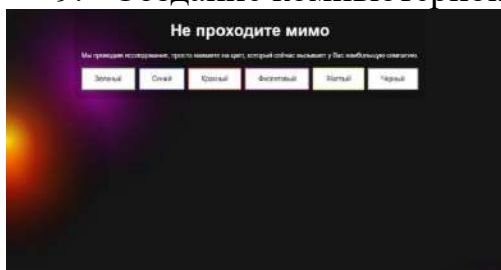 Не проходите мимо
Мы проводим исследование, просто нажмите на цвет, который сейчас вызывает у Вас наибольшую симпатию.
Зеленый Синий Красный Фиолетовый Желтый Черный